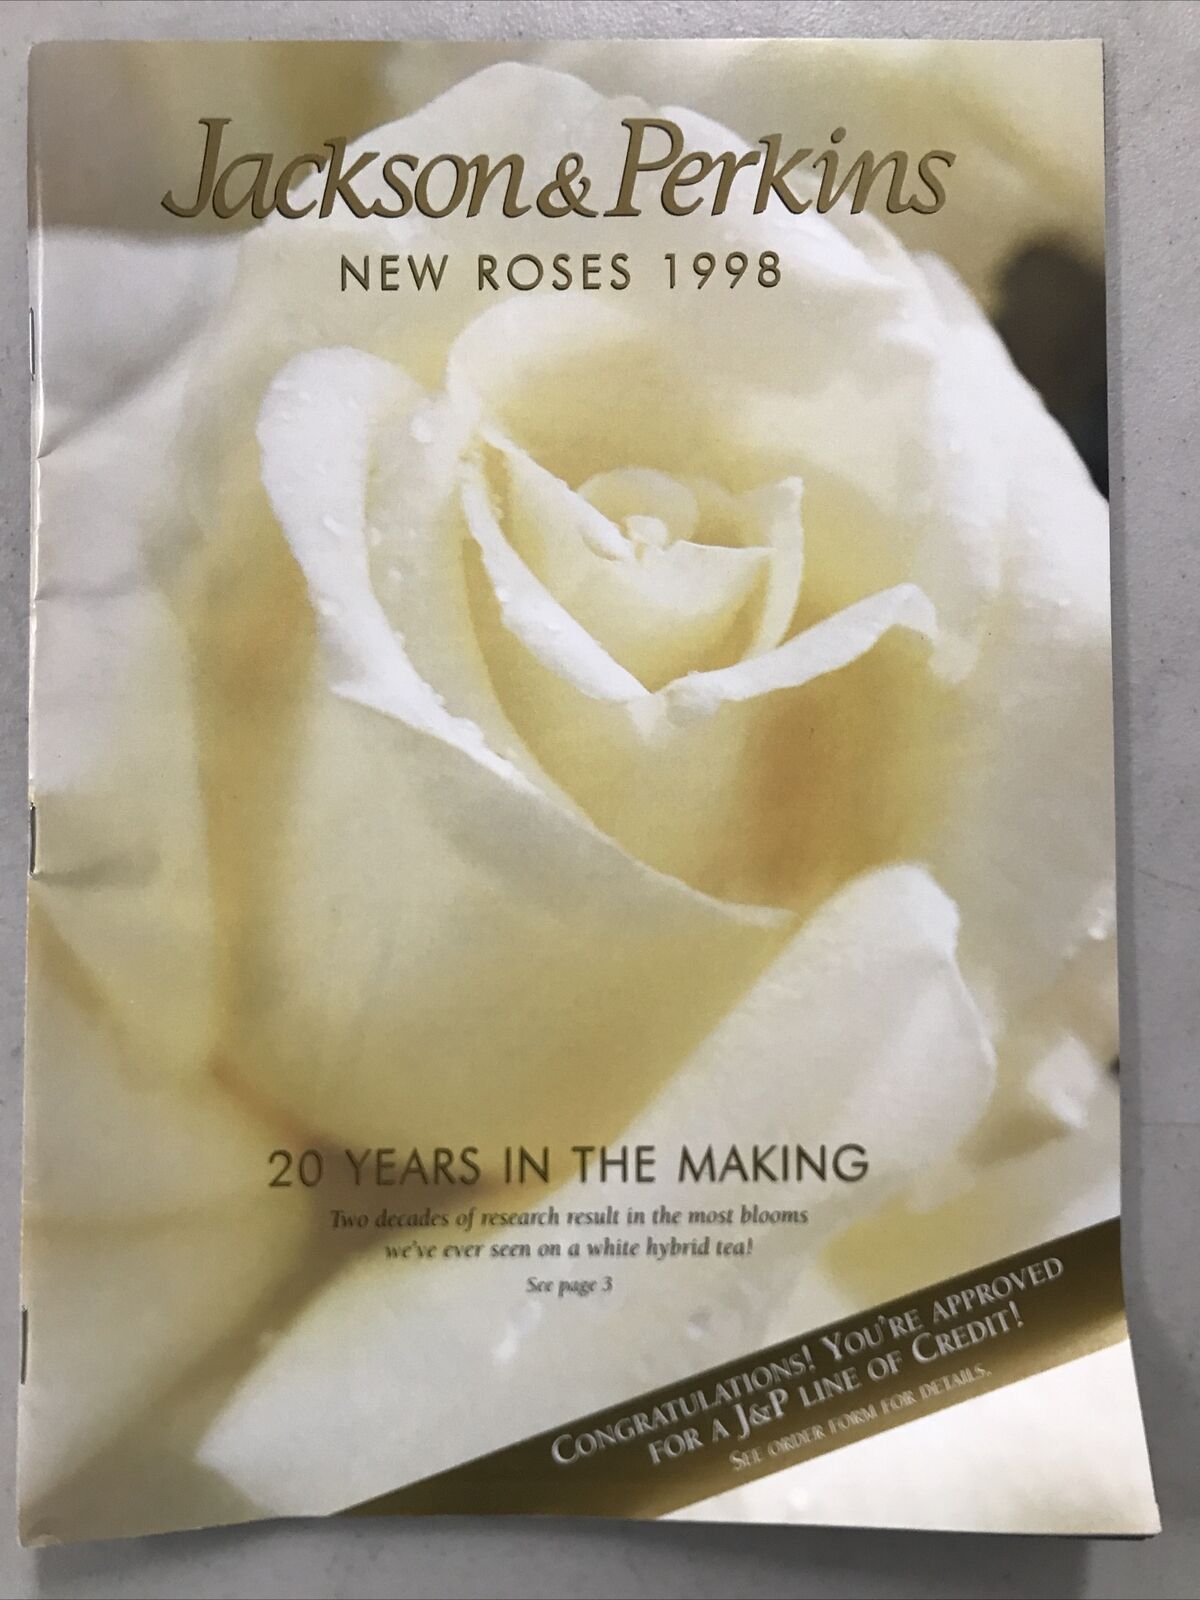 Jackson & Perkins
NEW ROSES 1998
20 YEARS IN THE MAKING
Two decades of research result in the most blooms
we've ever seen on a white hybrid tea!
See page 3
CONGRATULATIONS! YOU'RE APPROVED
FOR A J&P LINE OF CREDIT!
SEE ORDER FORM FOR DETAILS.